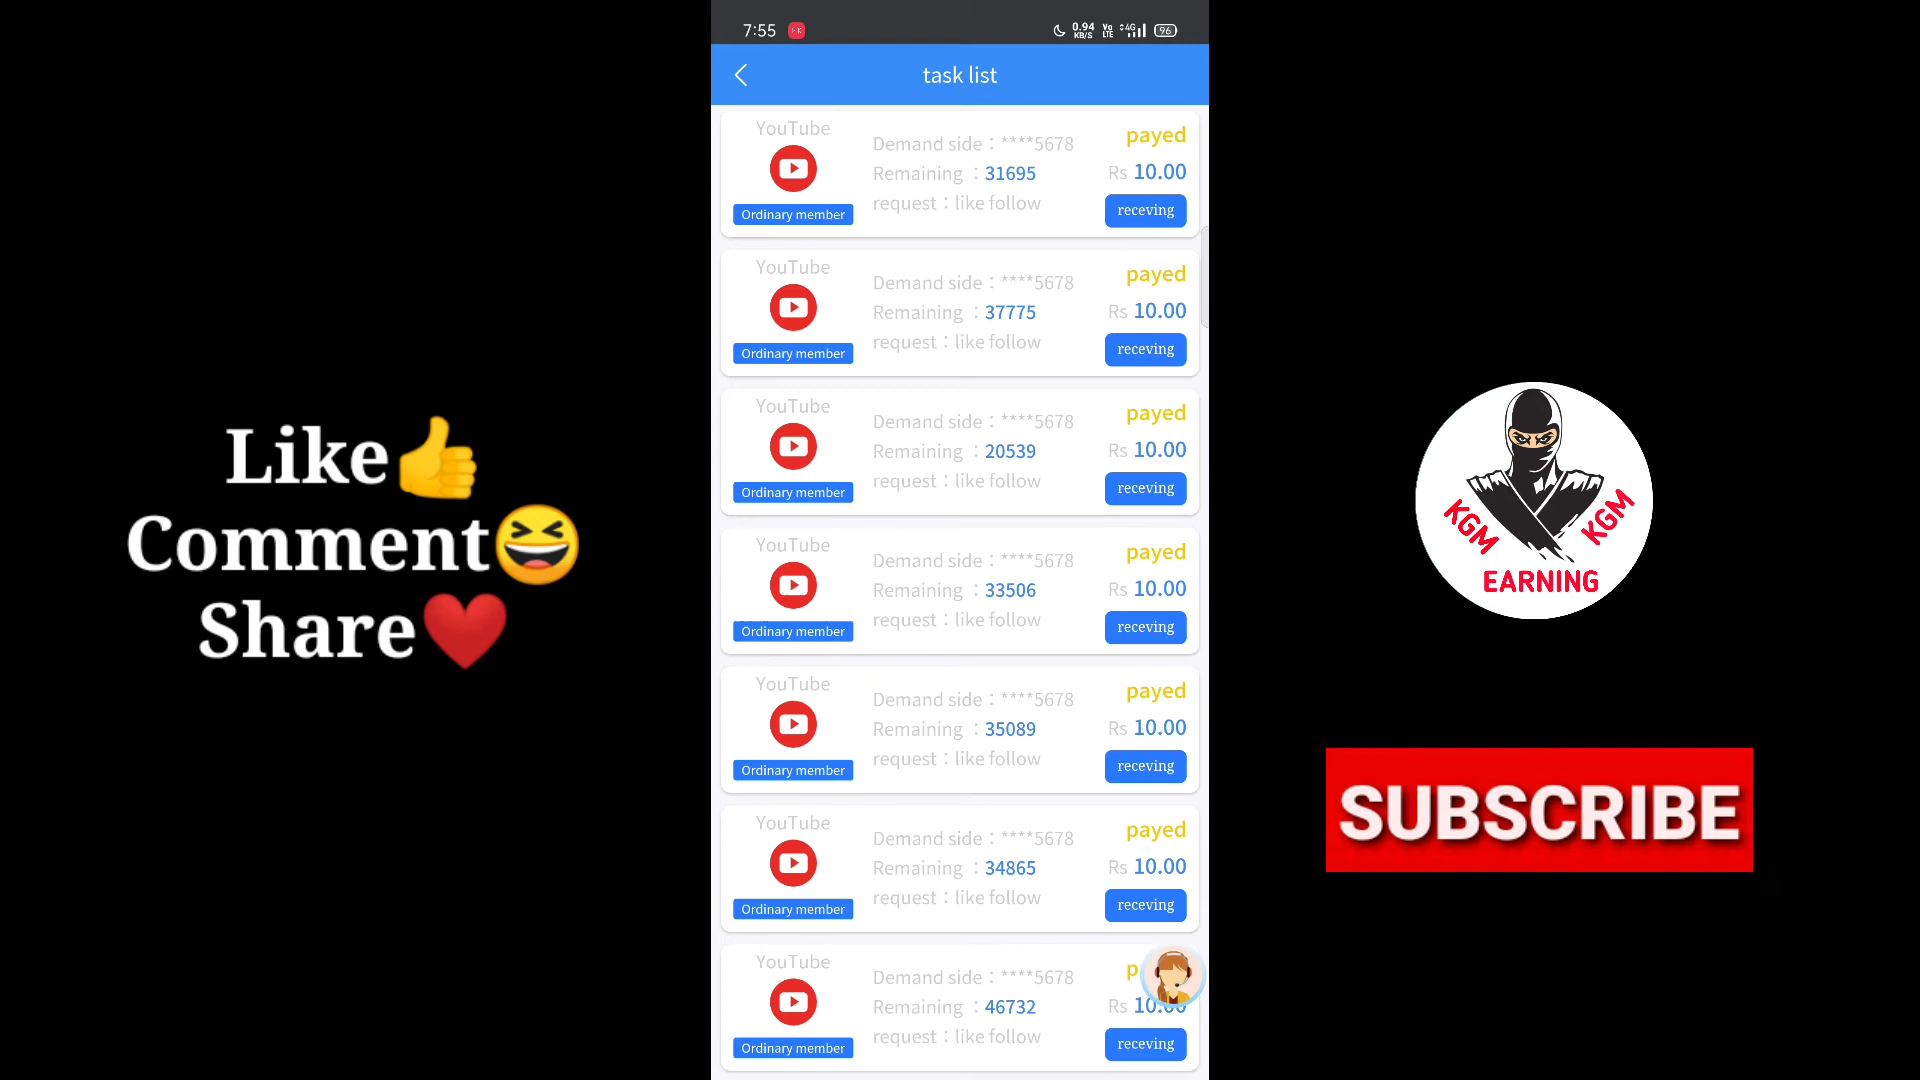 7:55
0.94 KB/S
Vo LTE
4G
96
task list
YouTube
Ordinary member
Demand side：****5678
Remaining ：31695
request：like follow
payed
Rs 10.00
receving
YouTube
Ordinary member
Demand side：****5678
Remaining ：37775
request：like follow
payed
Rs 10.00
receving
YouTube
Ordinary member
Demand side：****5678
Remaining ：20539
request：like follow
payed
Rs 10.00
receving
YouTube
Ordinary member
Demand side：****5678
Remaining ：33506
request：like follow
payed
Rs 10.00
receving
YouTube
Ordinary member
Demand side：****5678
Remaining ：35089
request：like follow
payed
Rs 10.00
receving
YouTube
Ordinary member
Demand side：****5678
Remaining ：34865
request：like follow
payed
Rs 10.00
receving
YouTube
Ordinary member
Demand side：****5678
Remaining ：46732
request：like follow
Rs 10.00
receving
Like👍
Comment😆
Share❤️
KGM KGM
EARNING
SUBSCRIBE